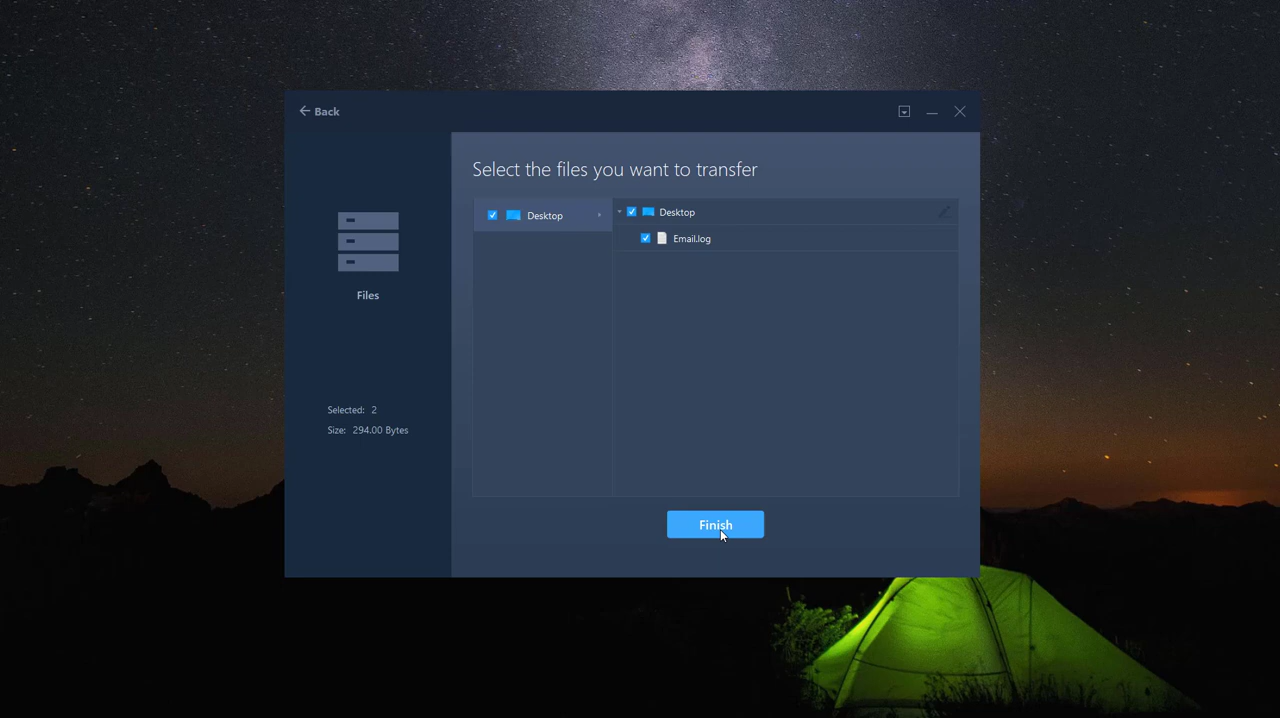 Back
Select the files you want to transfer
Desktop
Desktop
Email.log
Files
Selected: 2
Size: 294.00 Bytes
Finish